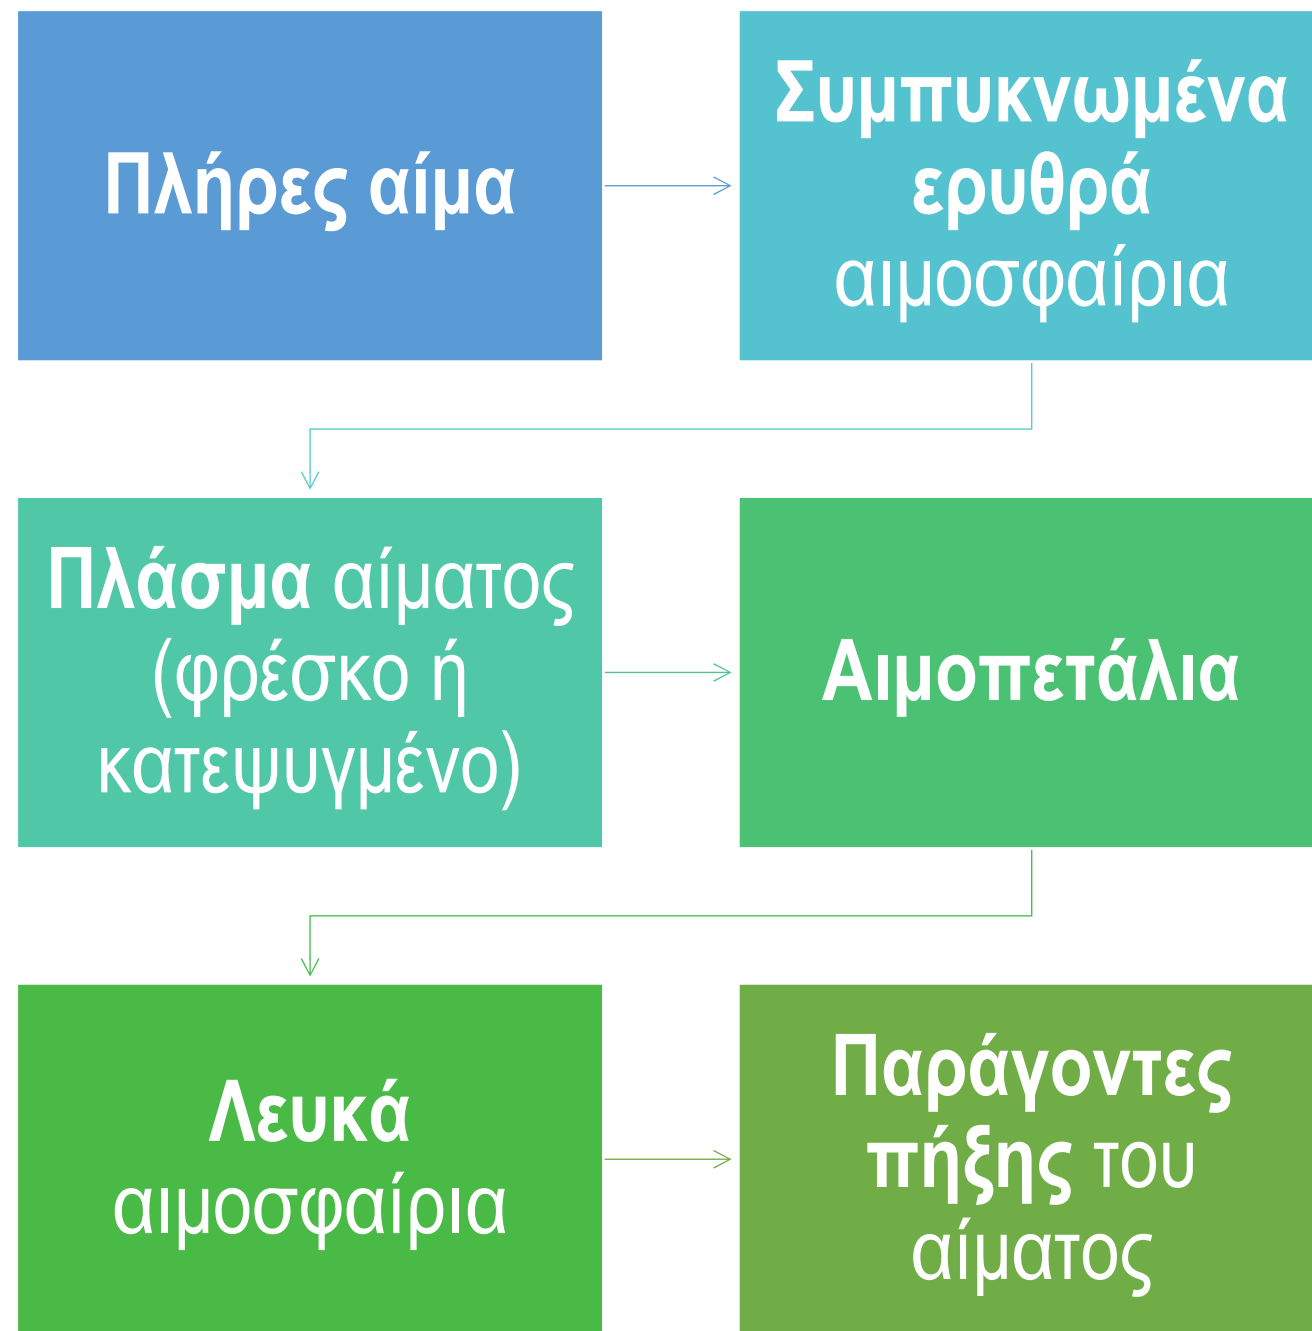 Πλήρες αίμα
Συμπυκνωμένα
ερυθρά
αιμοσφαίρια
Πλάσμα αίματος
(φρέσκο ή
κατεψυγμένο)
Αιμοπετάλια
Λευκά
αιμοσφαίρια
Παράγοντες
πήξης του
αίματος